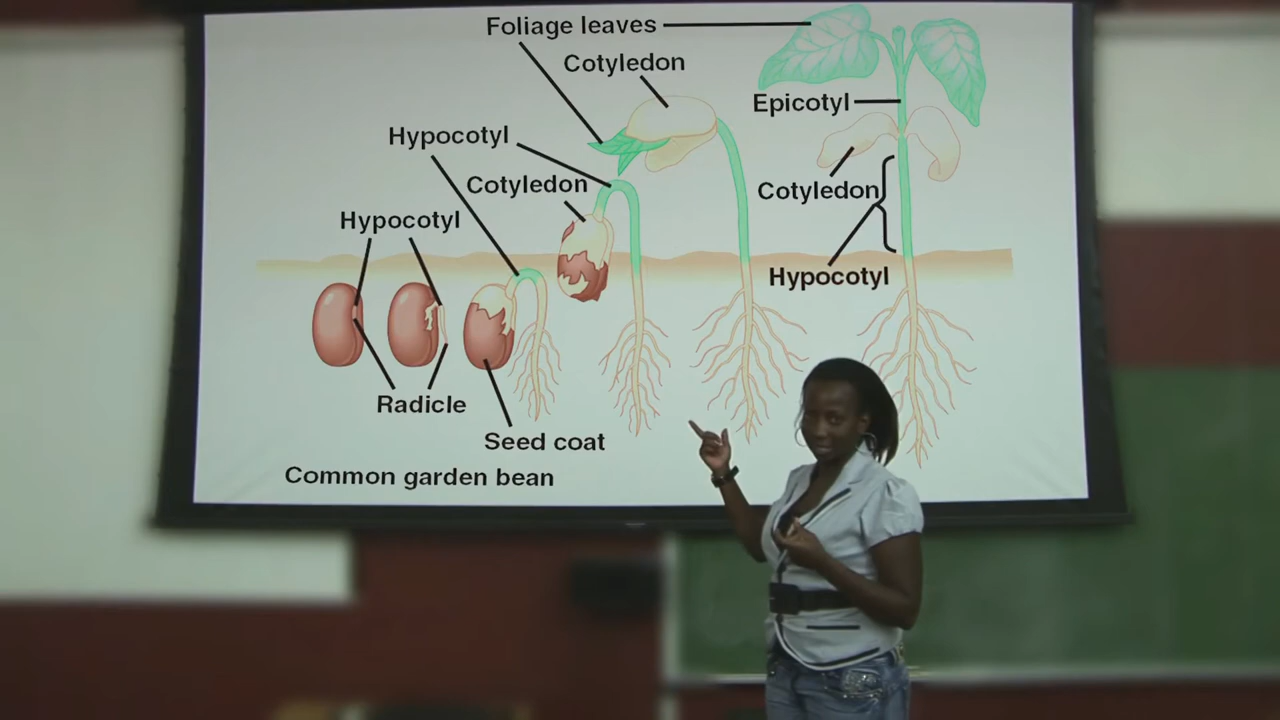 Foliage leaves
Cotyledon
Epicotyl
Hypocotyl
Cotyledon
Cotyledon
Hypocotyl
Hypocotyl
Radicle
Seed coat
Common garden bean